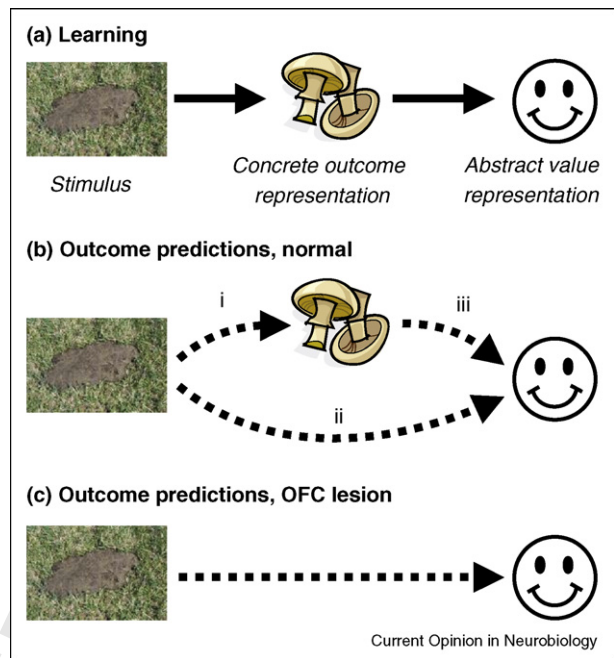 (a) Learning
Stimulus
Concrete outcome
representation
Abstract value
representation
(b) Outcome predictions, normal
i
iii
ii
(c) Outcome predictions, OFC lesion
Current Opinion in Neurobiology